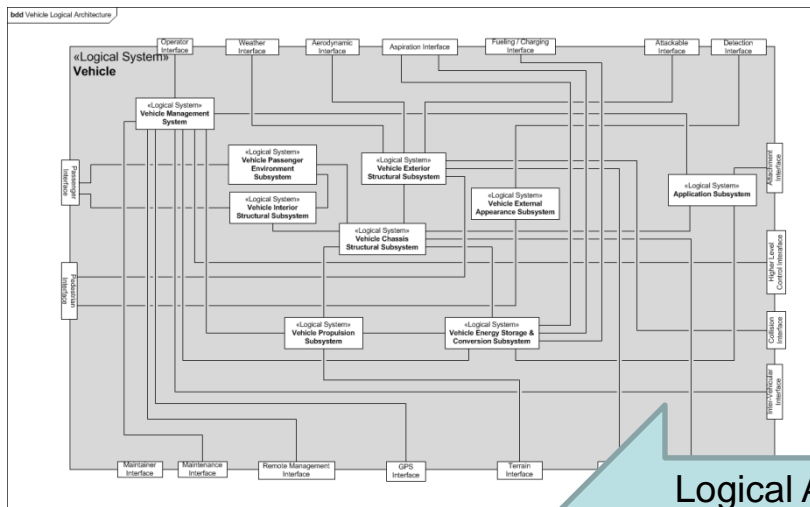 bdd Vehicle Logical Architecture
Operator
Interface
Weather
Interface
Aerodynamic
Interface
Aspiration Interface
Fueling / Charging
Interface
Attackable
Interface
Detection
Interface
«Logical System»
Vehicle
«Logical System»
Vehicle Management
System
«Logical System»
Vehicle Passenger
Environment
Subsystem
«Logical System»
Vehicle Exterior
Structural Subsystem
Passenger
Interface
Attachment
Interface
«Logical System»
Application Subsystem
«Logical System»
Vehicle Interior
Structural Subsystem
«Logical System»
Vehicle External
Appearance Subsystem
«Logical System»
Vehicle Chassis
Structural Subsystem
Pedestrian
Interface
Higher Level
Control Interaface
«Logical System»
Vehicle Propulsion
Subsystem
«Logical System»
Vehicle Energy Storage &
Conversion Subsystem
Collision
Interface
Inter-Vehicular
Interface
Maintainer
Interface
Maintenance
Interface
Remote Management
Interface
GPS
Interface
Terrain
Interface
Logical A